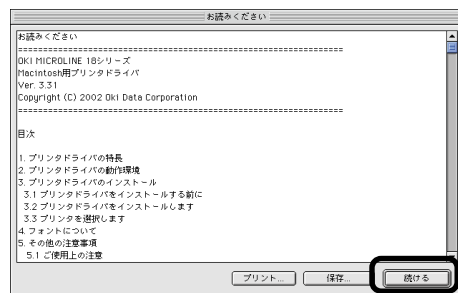 お読みください
お読みください
==================================================================
OKI MICROLINE 18シリーズ
Macintosh用プリンタドライバ
Ver. 3.31
Copyright (C) 2002 Oki Data Corporation
==================================================================
目次
1. プリンタドライバの特長
2. プリンタドライバの動作環境
3. プリンタドライバのインストール
3.1 プリンタドライバをインストールする前に
3.2 プリンタドライバをインストールします
3.3 プリンタを選択します
4. フォントについて
5. その他の注意事項
5.1 ご使用上の注意
プリント... 保存... 続ける